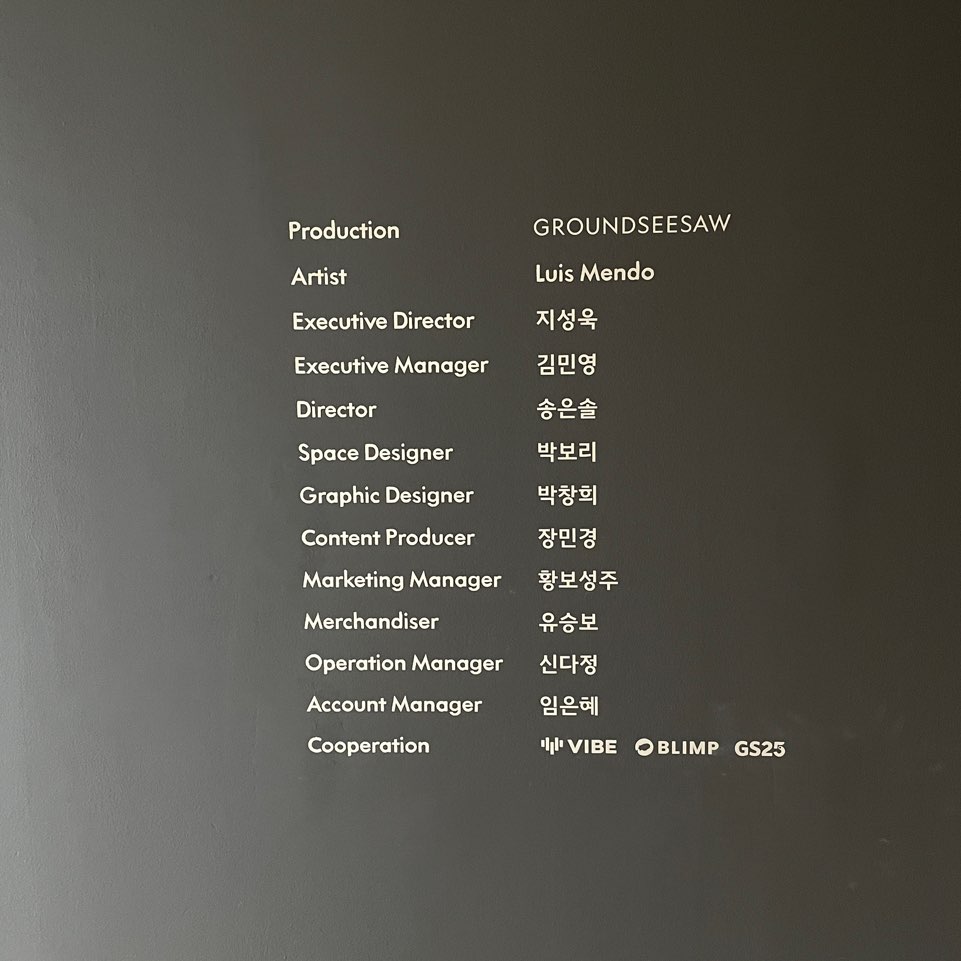 Production GROUNDSEESAW
Artist Luis Mendo
Executive Director 지성욱
Executive Manager 김민영
Director 송은솔
Space Designer 박보리
Graphic Designer 박창희
Content Producer 장민경
Marketing Manager 황보성주
Merchandiser 유승보
Operation Manager 신다정
Account Manager 임은혜
Cooperation VIBE BLIMP GS25